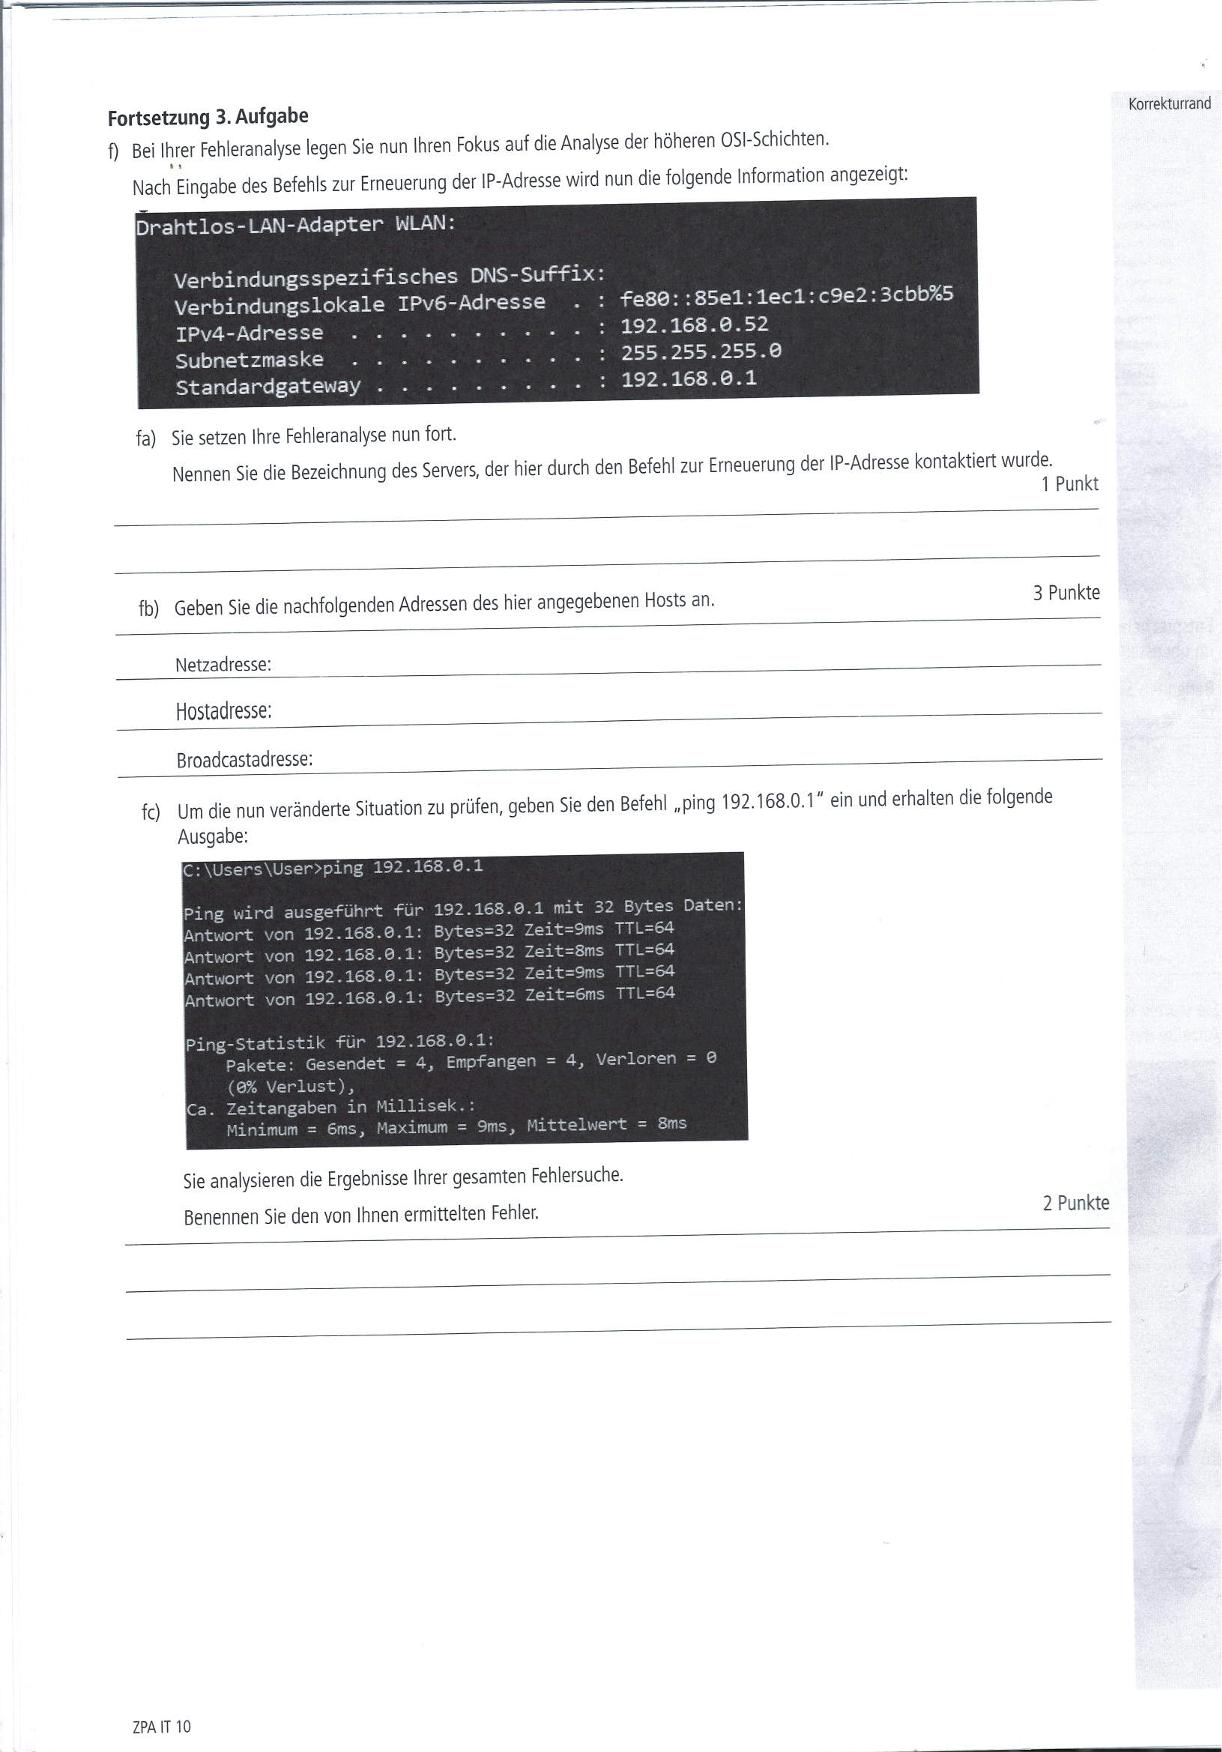 Korrekturrand
Fortsetzung 3. Aufgabe
f) Bei Ihrer Fehleranalyse legen Sie nun Ihren Fokus auf die Analyse der höheren OSI-Schichten.
Nach Eingabe des Befehls zur Erneuerung der IP-Adresse wird nun die folgende Information angezeigt:
Drahtlos-LAN-Adapter WLAN:
Verbindungsspezifisches DNS-Suffix:
Verbindungslokale IPv6-Adresse . : fe80::85e1:1ec1:c9e2:3cbb%5
IPv4-Adresse . . . . . . . . . . . : 192.168.0.52
Subnetzmaske . . . . . . . . . . . : 255.255.255.0
Standardgateway . . . . . . . . . : 192.168.0.1
fa) Sie setzen Ihre Fehleranalyse nun fort.
Nennen Sie die Bezeichnung des Servers, der hier durch den Befehl zur Erneuerung der IP-Adresse kontaktiert wurde.
1 Punkt
fb) Geben Sie die nachfolgenden Adressen des hier angegebenen Hosts an. 3 Punkte
Netzadresse:
Hostadresse:
Broadcastadresse:
fc) Um die nun veränderte Situation zu prüfen, geben Sie den Befehl „ping 192.168.0.1“ ein und erhalten die folgende
Ausgabe:
C:\Users\User>ping 192.168.0.1
Ping wird ausgeführt für 192.168.0.1 mit 32 Bytes Daten:
Antwort von 192.168.0.1: Bytes=32 Zeit=9ms TTL=64
Antwort von 192.168.0.1: Bytes=32 Zeit=8ms TTL=64
Antwort von 192.168.0.1: Bytes=32 Zeit=9ms TTL=64
Antwort von 192.168.0.1: Bytes=32 Zeit=6ms TTL=64
Ping-Statistik für 192.168.0.1:
Pakete: Gesendet = 4, Empfangen = 4, Verloren = 0
(0% Verlust),
Ca. Zeitangaben in Millisek.:
Minimum = 6ms, Maximum = 9ms, Mittelwert = 8ms
Sie analysieren die Ergebnisse Ihrer gesamten Fehlersuche.
Benennen Sie den von Ihnen ermittelten Fehler. 2 Punkte
ZPA IT 10